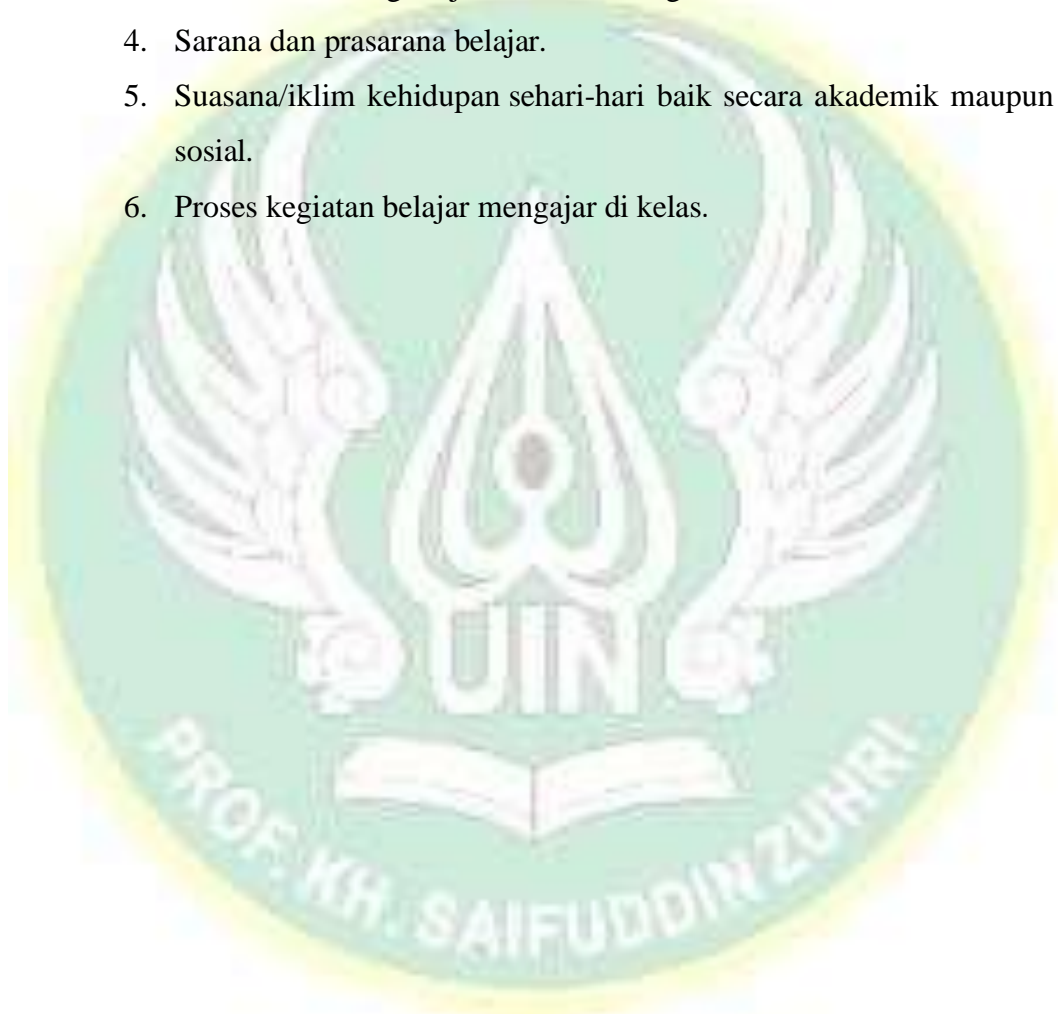 4. Sarana dan prasarana belajar.
5. Suasana/iklim kehidupan sehari-hari baik secara akademik maupun
sosial.
6. Proses kegiatan belajar mengajar di kelas.
UIN
PROF. KH. SAIFUDDIN ZUHRI